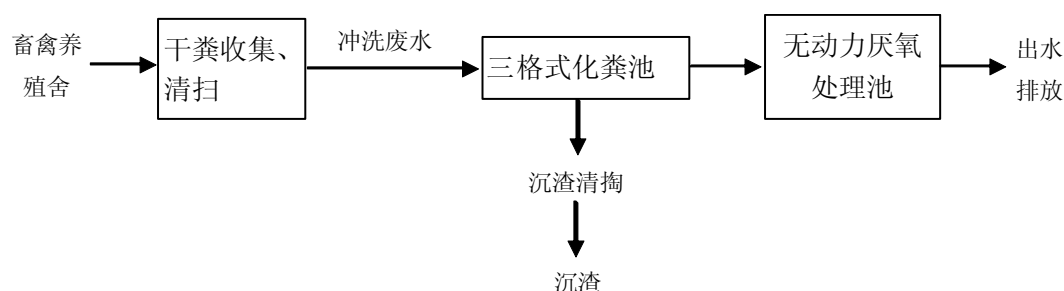 畜禽养
殖舍
干粪收集、
清扫
冲洗废水
三格式化粪池
无动力厌氧
处理池
出水
排放
沉渣清掏
沉渣